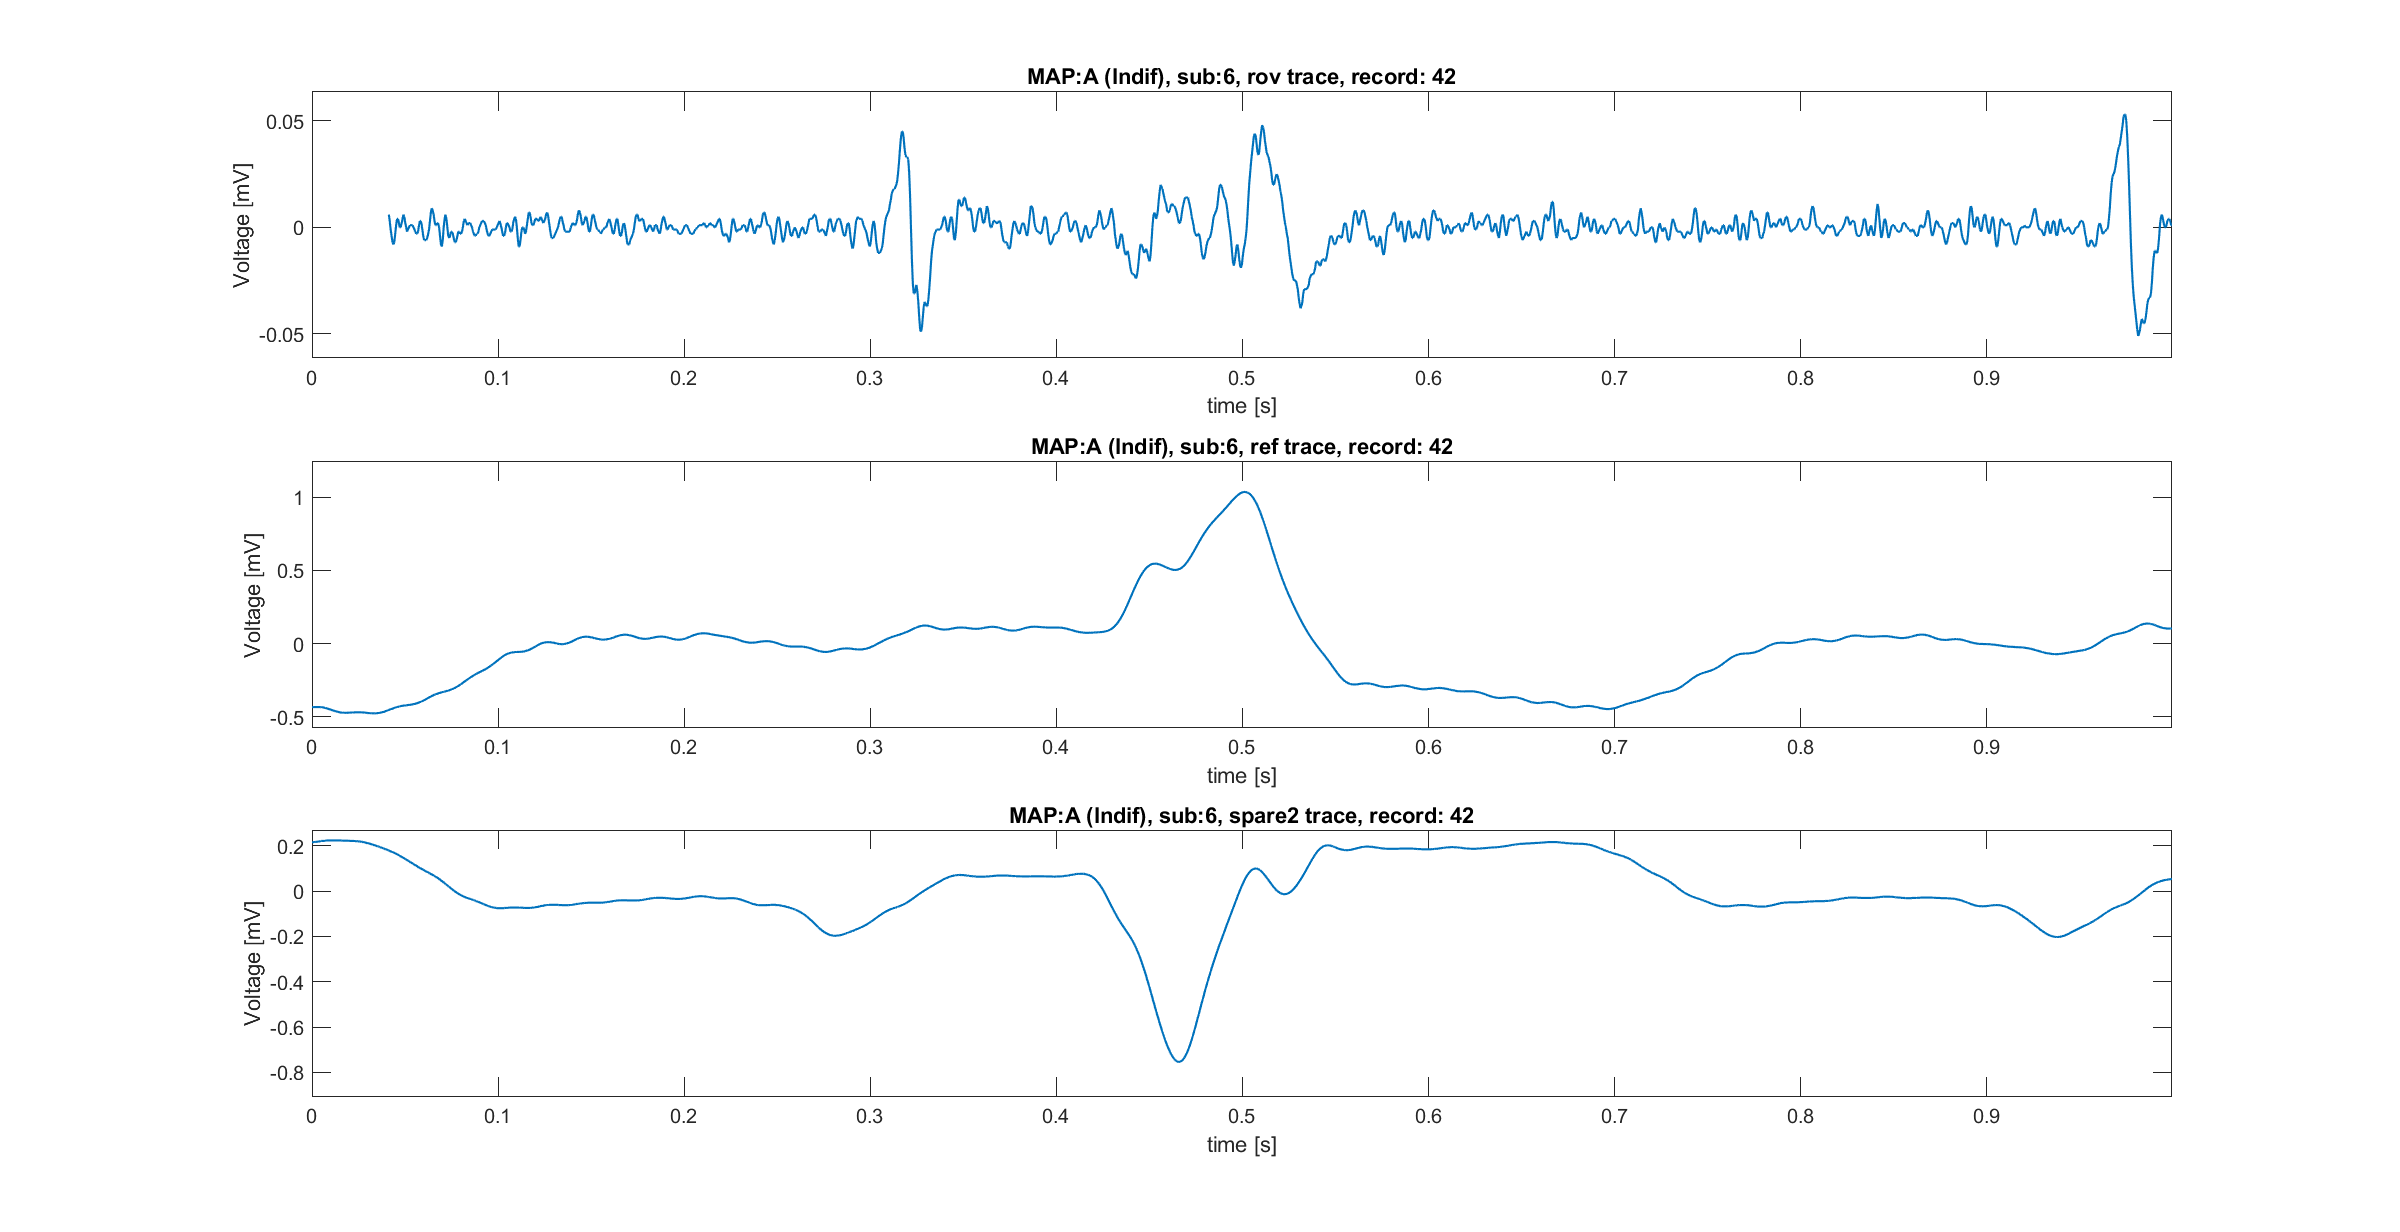 MAP:A (Indif), sub:6, rov trace, record: 42
0.05
0
-0.05
Voltage [mV]
0 0.1 0.2 0.3 0.4 0.5 0.6 0.7 0.8 0.9
time [s]
MAP:A (Indif), sub:6, ref trace, record: 42
1
0.5
0
-0.5
Voltage [mV]
0 0.1 0.2 0.3 0.4 0.5 0.6 0.7 0.8 0.9
time [s]
MAP:A (Indif), sub:6, spare2 trace, record: 42
0.2
0
-0.2
-0.4
-0.6
-0.8
Voltage [mV]
0 0.1 0.2 0.3 0.4 0.5 0.6 0.7 0.8 0.9
time [s]